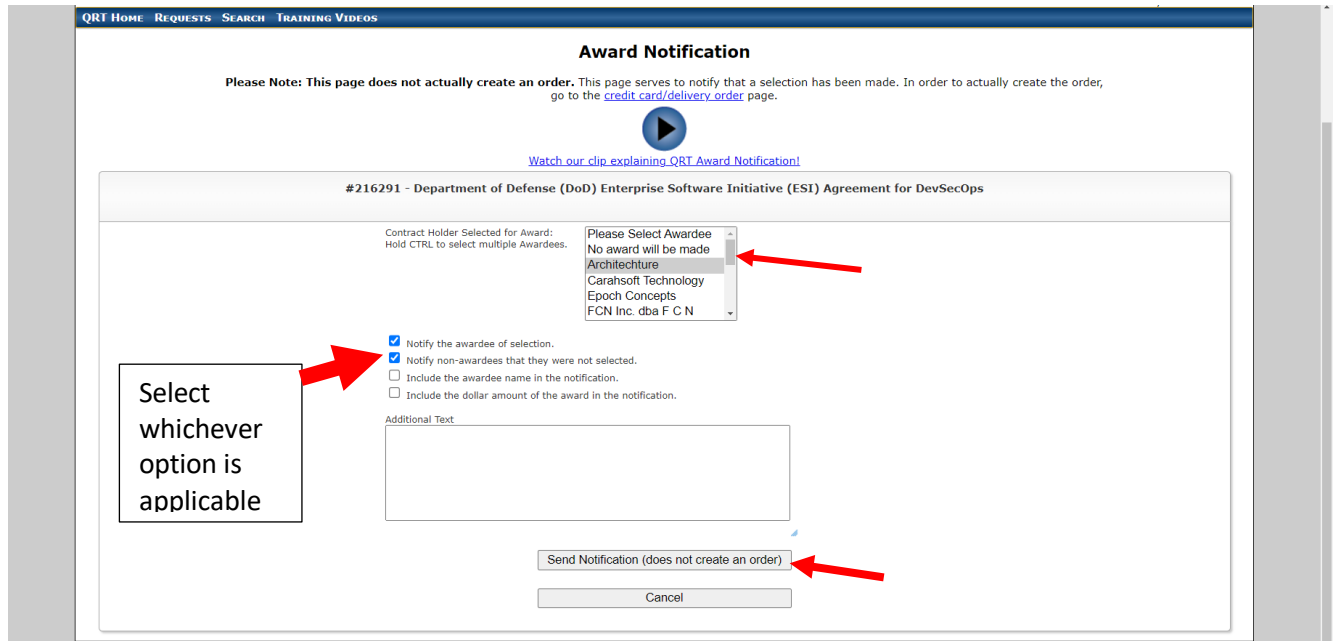 QRT HOME REQUESTS SEARCH TRAINING VIDEOS
Award Notification
Please Note: This page does not actually create an order. This page serves to notify that a selection has been made. In order to actually create the order,
go to the credit card/delivery order page.
Watch our clip explaining QRT Award Notification!
#216291 - Department of Defense (DoD) Enterprise Software Initiative (ESI) Agreement for DevSecOps
Contract Holder Selected for Award:
Hold CTRL to select multiple Awardees.
Please Select Awardee
No award will be made
Architechture
Carahsoft Technology
Epoch Concepts
FCN Inc. dba F C N
Notify the awardee of selection.
Notify non-awardees that they were not selected.
Include the awardee name in the notification.
Include the dollar amount of the award in the notification.
Select
whichever
option is
applicable
Additional Text
Send Notification (does not create an order)
Cancel